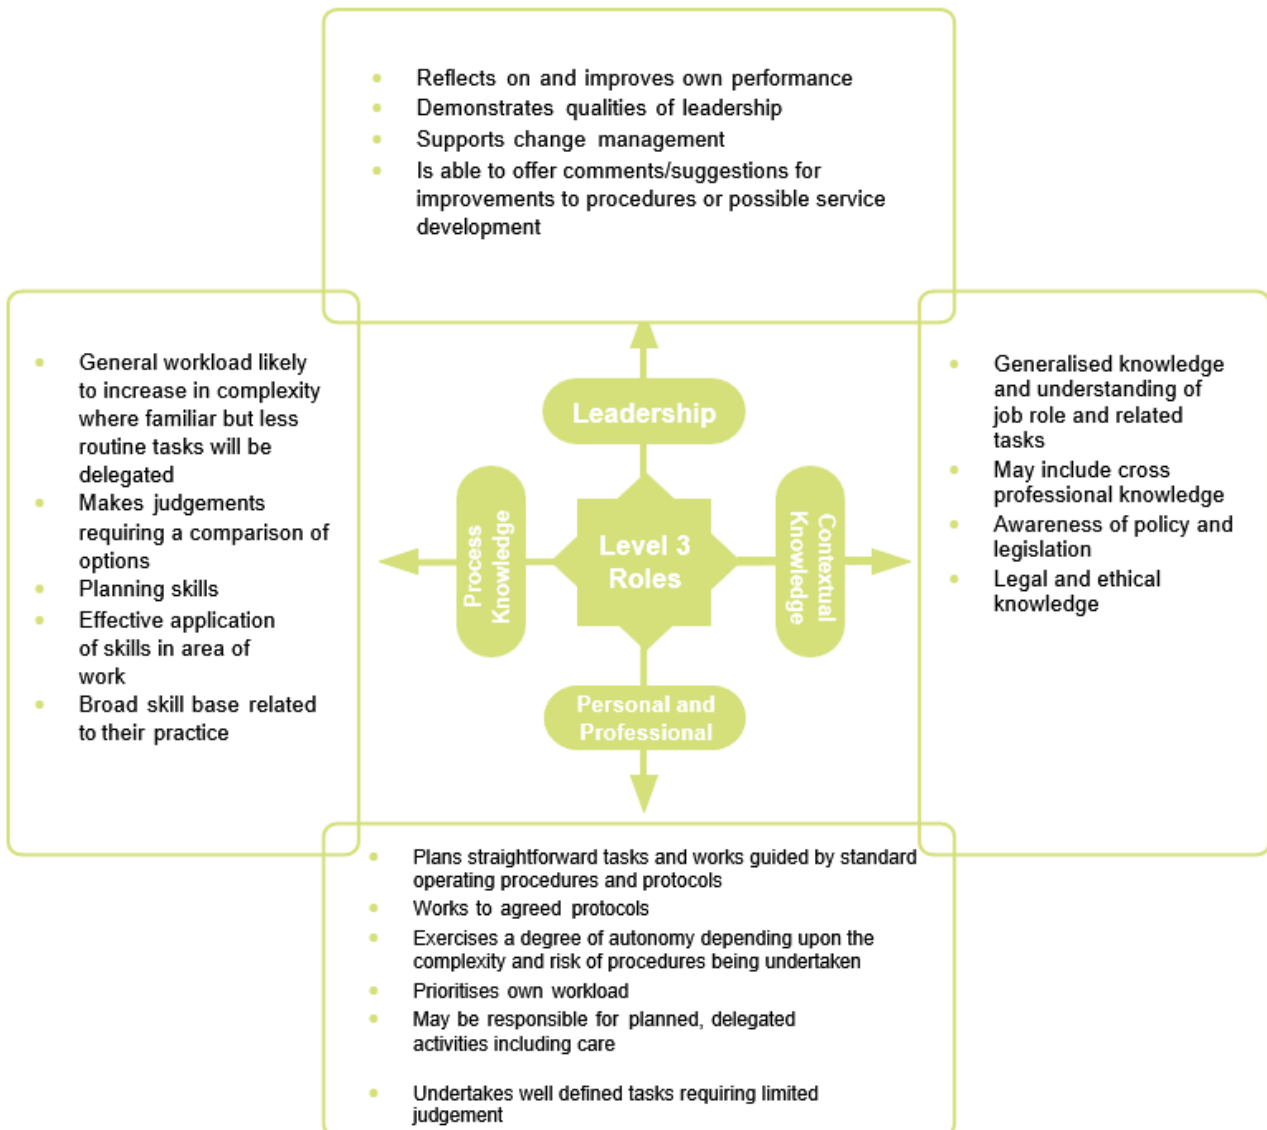 Reflects on and improves own performance
Demonstrates qualities of leadership
Supports change management
Is able to offer comments/suggestions for
improvements to procedures or possible service
development
General workload likely
to increase in complexity
where familiar but less
routine tasks will be
delegated
Makes judgements
requiring a comparison of
options
Planning skills
Effective application
of skills in area of
work
Broad skill base related
to their practice
Leadership
Process
Knowledge
Level 3
Roles
Contextual
Knowledge
Personal and
Professional
Generalised knowledge
and understanding of
job role and related
tasks
May include cross
professional knowledge
Awareness of policy and
legislation
Legal and ethical
knowledge
Plans straightforward tasks and works guided by standard
operating procedures and protocols
Works to agreed protocols
Exercises a degree of autonomy depending upon the
complexity and risk of procedures being undertaken
Prioritises own workload
May be responsible for planned, delegated
activities including care
Undertakes well defined tasks requiring limited
judgement